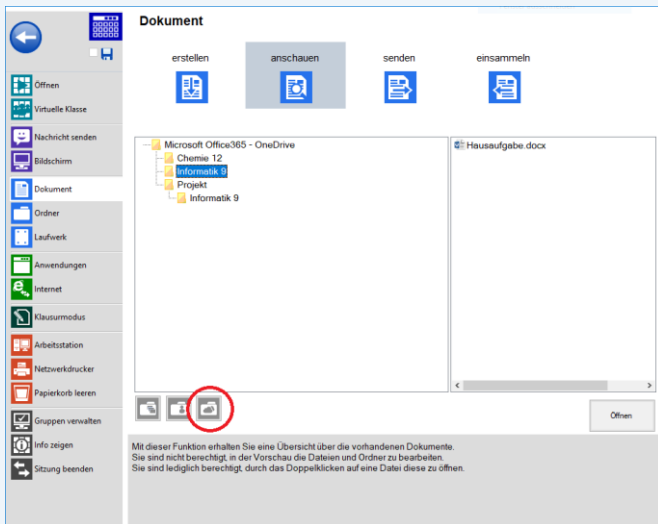 Dokument
erstellen
anschauen
senden
einsammeln
Öffnen
Virtuelle Klasse
Nachricht senden
Bildschirm
Dokument
Ordner
Laufwerk
Anwendungen
Internet
Klausurmodus
Arbeitsstation
Netzwerkdrucker
Papierkorb leeren
Gruppen verwalten
Info zeigen
Sitzung beenden
Microsoft Office365 - OneDrive
Chemie 12
Informatik 9
Projekt
Informatik 9
Hausaufgabe.docx
Öffnen
Mit dieser Funktion erhalten Sie eine Übersicht über die vorhandenen Dokumente.
Sie sind nicht berechtigt, in der Vorschau die Dateien und Ordner zu bearbeiten.
Sie sind lediglich berechtigt, durch das Doppelklicken auf eine Datei diese zu öffnen.